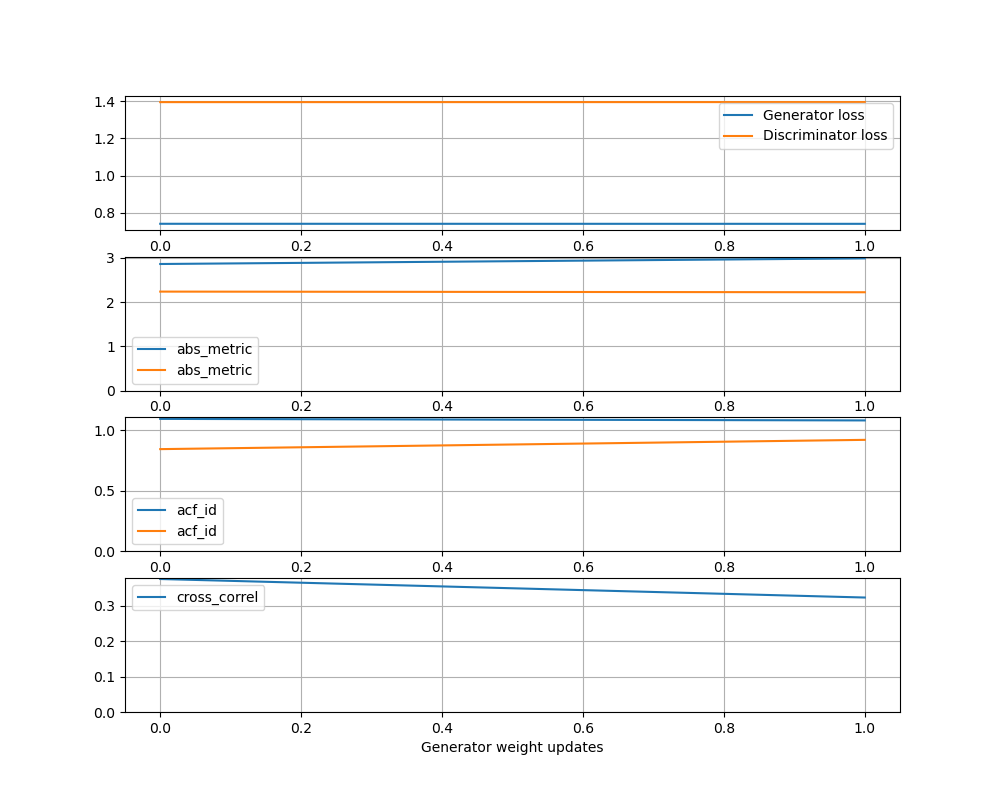 1.4
1.2
1.0
0.8
Generator loss
Discriminator loss
0.0 0.2 0.4 0.6 0.8 1.0
3
2
1
0
abs_metric
abs_metric
0.0 0.2 0.4 0.6 0.8 1.0
1.0
0.5
0.0
acf_id
acf_id
0.0 0.2 0.4 0.6 0.8 1.0
0.3
0.2
0.1
0.0
cross_correl
0.0 0.2 0.4 0.6 0.8 1.0
Generator weight updates